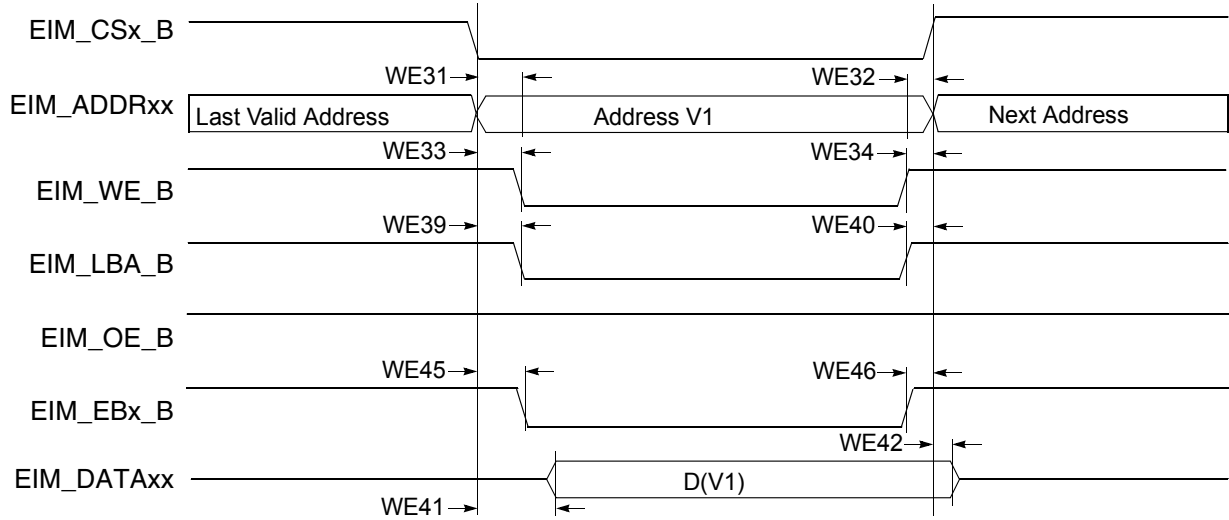 EIM_CSx_B
WE31
WE32
EIM_ADDRxx
Last Valid Address
Address V1
Next Address
WE33
WE34
EIM_WE_B
WE39
WE40
EIM_LBA_B
EIM_OE_B
WE45
WE46
EIM_EBx_B
WE42
EIM_DATAxx
D(V1)
WE41